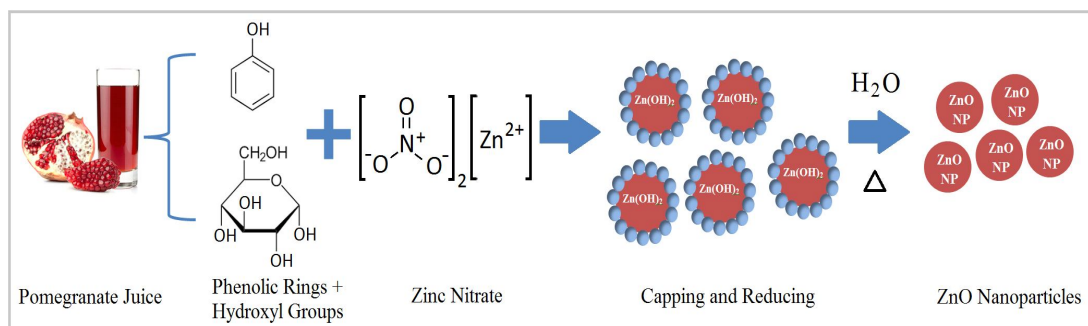 OH
O
N⁺
⁻O
O⁻
2
Zn²⁺
CH₂OH
O
OH
OH
OH
OH
Zn(OH)₂
Zn(OH)₂
Zn(OH)₂
Zn(OH)₂
Zn(OH)₂
H₂O
△
ZnO
NP
ZnO
NP
ZnO
NP
ZnO
NP
ZnO
NP
Pomegranate Juice
Phenolic Rings +
Hydroxyl Groups
Zinc Nitrate
Capping and Reducing
ZnO Nanoparticles